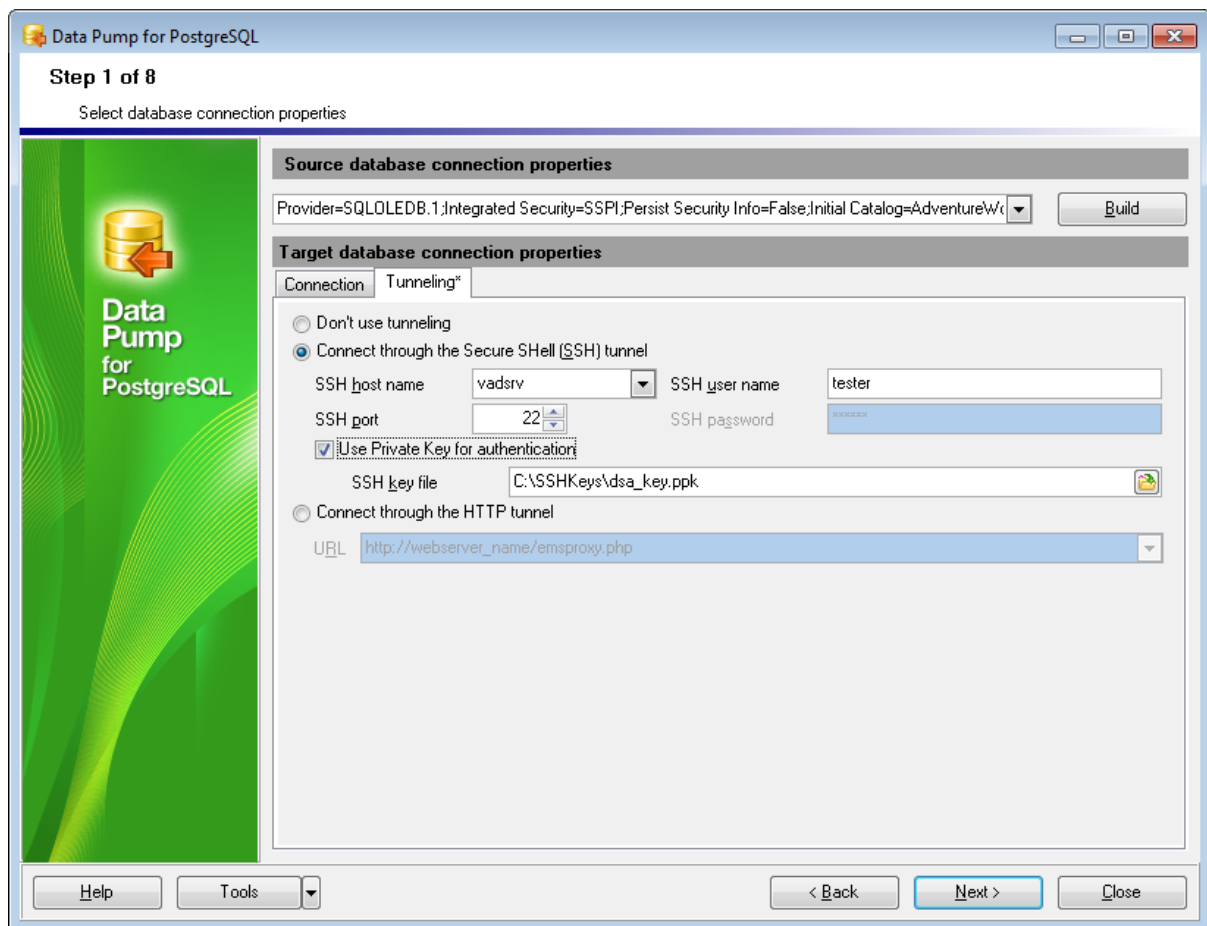 Data Pump for PostgreSQL
Step 1 of 8
Select database connection properties
Source database connection properties
Provider=SQLOLEDB.1;Integrated Security=SSPI;Persist Security Info=False;Initial Catalog=AdventureWo Build
Target database connection properties
Connection Tunneling*
Data
Pump
for
PostgreSQL
Don't use tunneling
Connect through the Secure SHell (SSH) tunnel
SSH host name vadsrv SSH user name tester
SSH port 22 SSH password ******
Use Private Key for authentication
SSH key file C:\SSHKeys\dsa_key.ppk
Connect through the HTTP tunnel
URL http://webserver_name/emsproxy.php
Help Tools < Back Next > Close